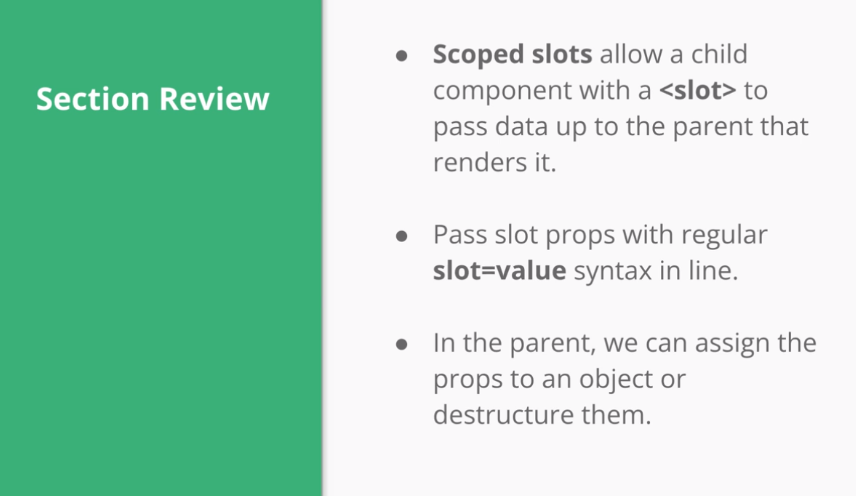 Section Review
● Scoped slots allow a child
component with a <slot> to
pass data up to the parent that
renders it.
● Pass slot props with regular
slot=value syntax in line.
● In the parent, we can assign the
props to an object or
destructure them.